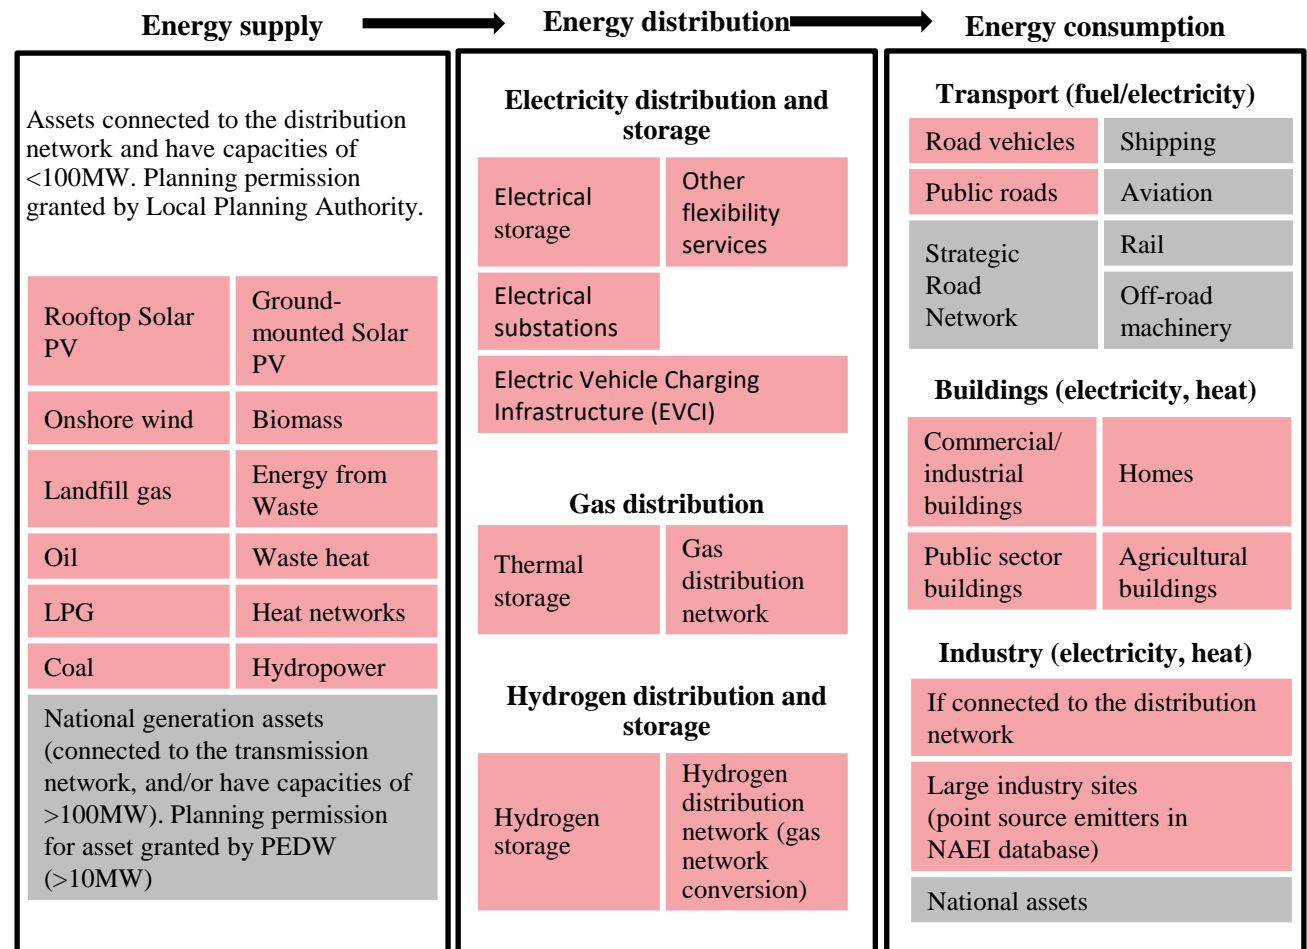 Energy supply
Energy distribution
Energy consumption
Assets connected to the distribution
network and have capacities of
<100MW. Planning permission
granted by Local Planning Authority.
Rooftop Solar
PV
Ground-
mounted Solar
PV
Onshore wind
Biomass
Landfill gas
Energy from
Waste
Oil
Waste heat
LPG
Heat networks
Coal
Hydropower
National generation assets
(connected to the transmission
network, and/or have capacities of
>100MW). Planning permission
for asset granted by PEDW
(>10MW)
Electricity distribution and
storage
Electrical
storage
Other
flexibility
services
Electrical
substations
Electric Vehicle Charging
Infrastructure (EVCI)
Gas distribution
Thermal
storage
Gas
distribution
network
Hydrogen distribution and
storage
Hydrogen
storage
Hydrogen
distribution
network (gas
network
conversion)
Transport (fuel/electricity)
Road vehicles
Shipping
Public roads
Aviation
Strategic
Road
Network
Rail
Off-road
machinery
Buildings (electricity, heat)
Commercial/
industrial
buildings
Homes
Public sector
buildings
Agricultural
buildings
Industry (electricity, heat)
If connected to the distribution
network
Large industry sites
(point source emitters in
NAEI database)
National assets